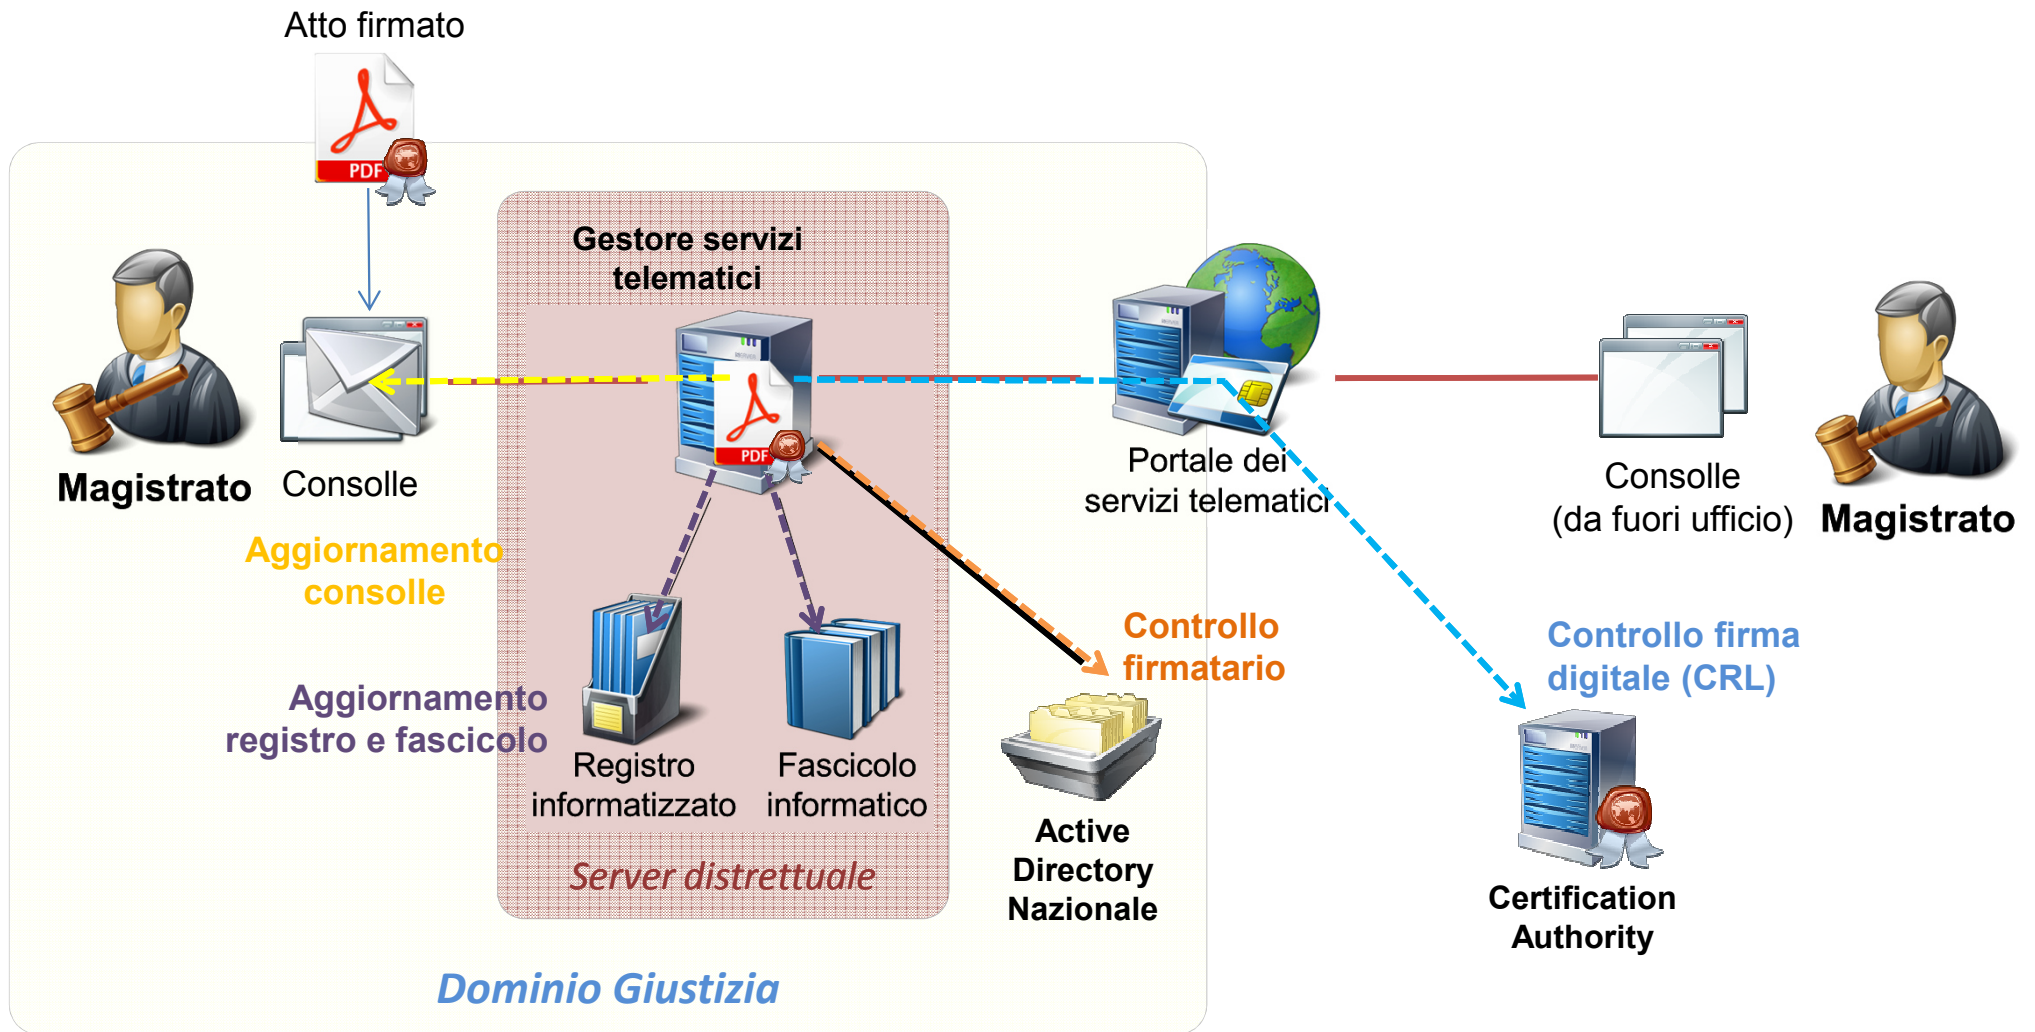 Atto firmato
PDF
Gestore servizi
telematici
PDF
Magistrato
Consolle
Portale dei
servizi telematici
Consolle
(da fuori ufficio)
Magistrato
Aggiornamento
consolle
Controllo
firmatario
Controllo firma
digitale (CRL)
Aggiornamento
registro e fascicolo
Registro
informatizzato
Fascicolo
informatico
Active
Directory
Nazionale
Server distrettuale
Certification
Authority
Dominio Giustizia